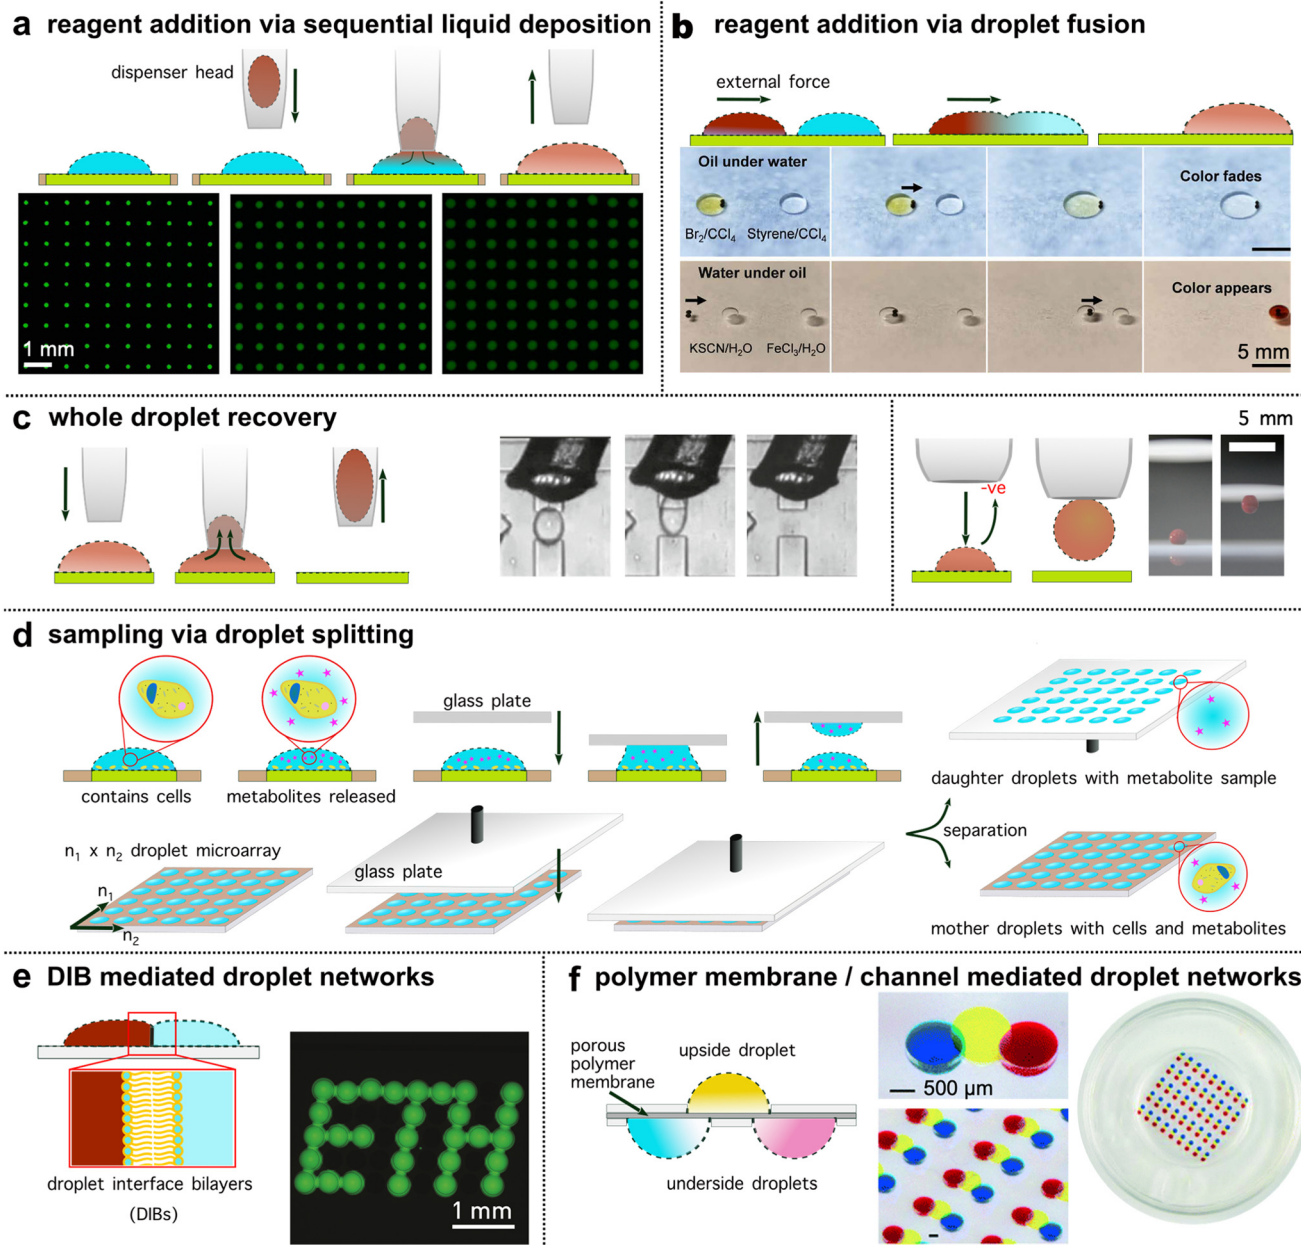 a reagent addition via sequential liquid deposition
dispenser head
1 mm
b reagent addition via droplet fusion
external force
Oil under water
Color fades
Br₂/CCl₄
Styrene/CCl₄
Water under oil
Color appears
KSCN/H₂O
FeCl₃/H₂O
5 mm
c whole droplet recovery
5 mm
-ve
d sampling via droplet splitting
glass plate
contains cells
metabolites released
daughter droplets with metabolite sample
n₁ x n₂ droplet microarray
n₁
n₂
glass plate
separation
mother droplets with cells and metabolites
e DIB mediated droplet networks
droplet interface bilayers
(DIBs)
ETH
1 mm
f polymer membrane / channel mediated droplet networks
porous
polymer
membrane
upside droplet
underside droplets
500 µm